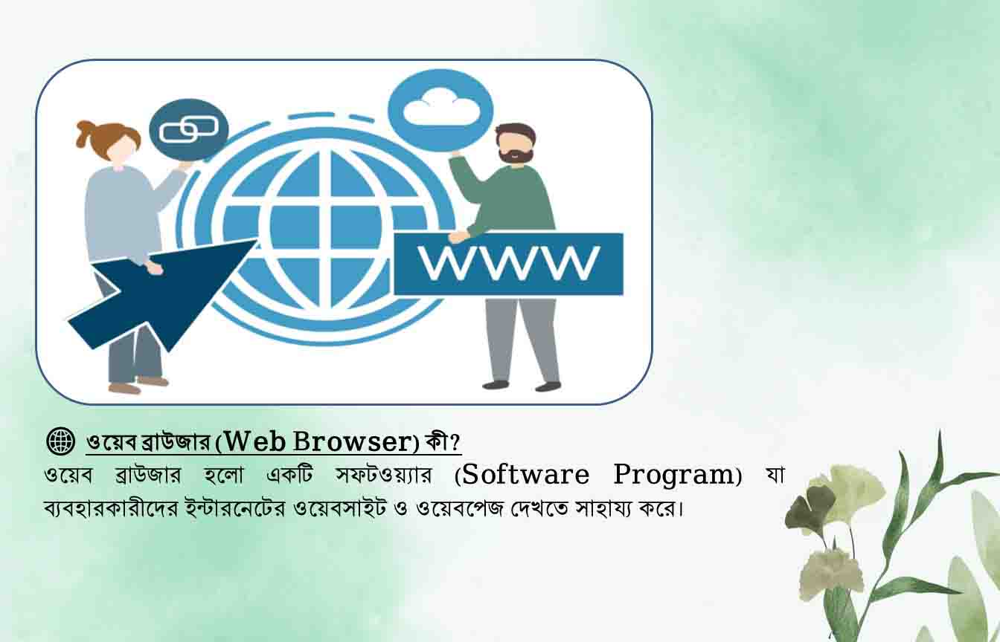 WWW
🌐 ওয়েব ব্রাউজার (Web Browser) কী?
ওয়েব ব্রাউজার হলো একটি সফটওয়্যার (Software Program) যা
ব্যবহারকারীদের ইন্টারনেটের ওয়েবসাইট ও ওয়েবপেজ দেখতে সাহায্য করে।